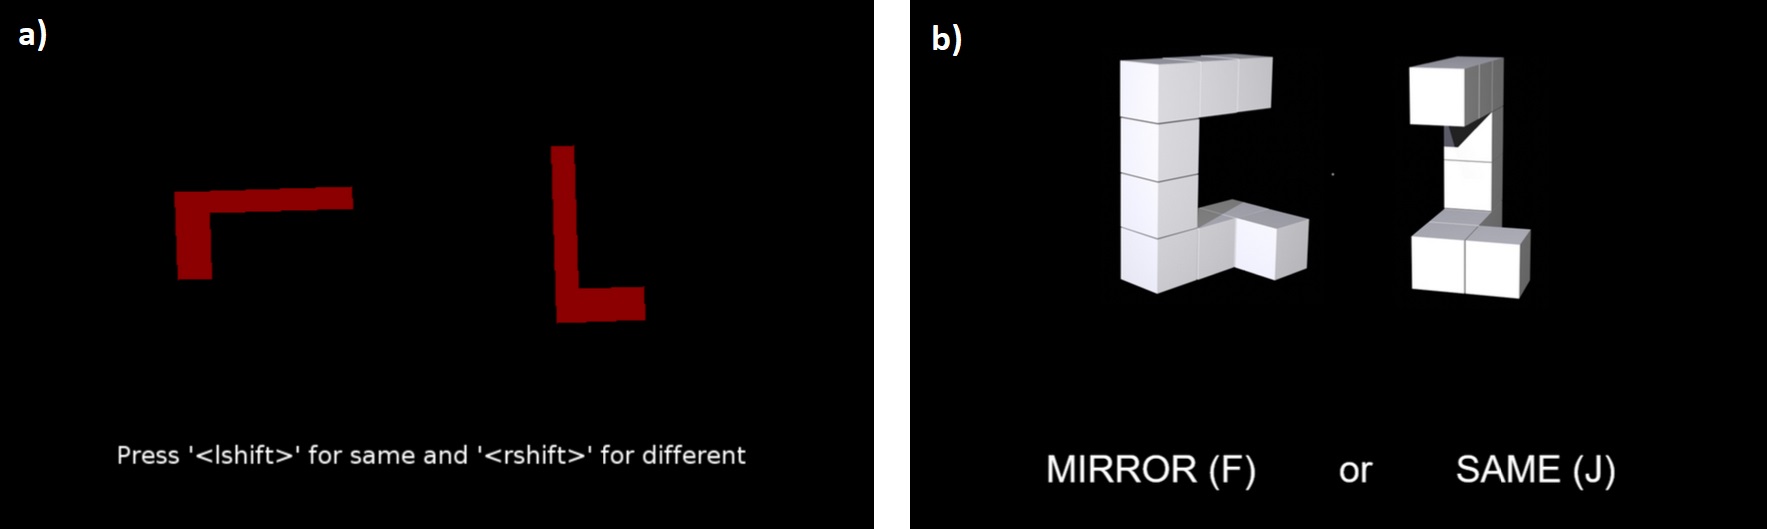 a)
Press '<lshift>' for same and '<rshift>' for different
b)
MIRROR (F) or SAME (J)